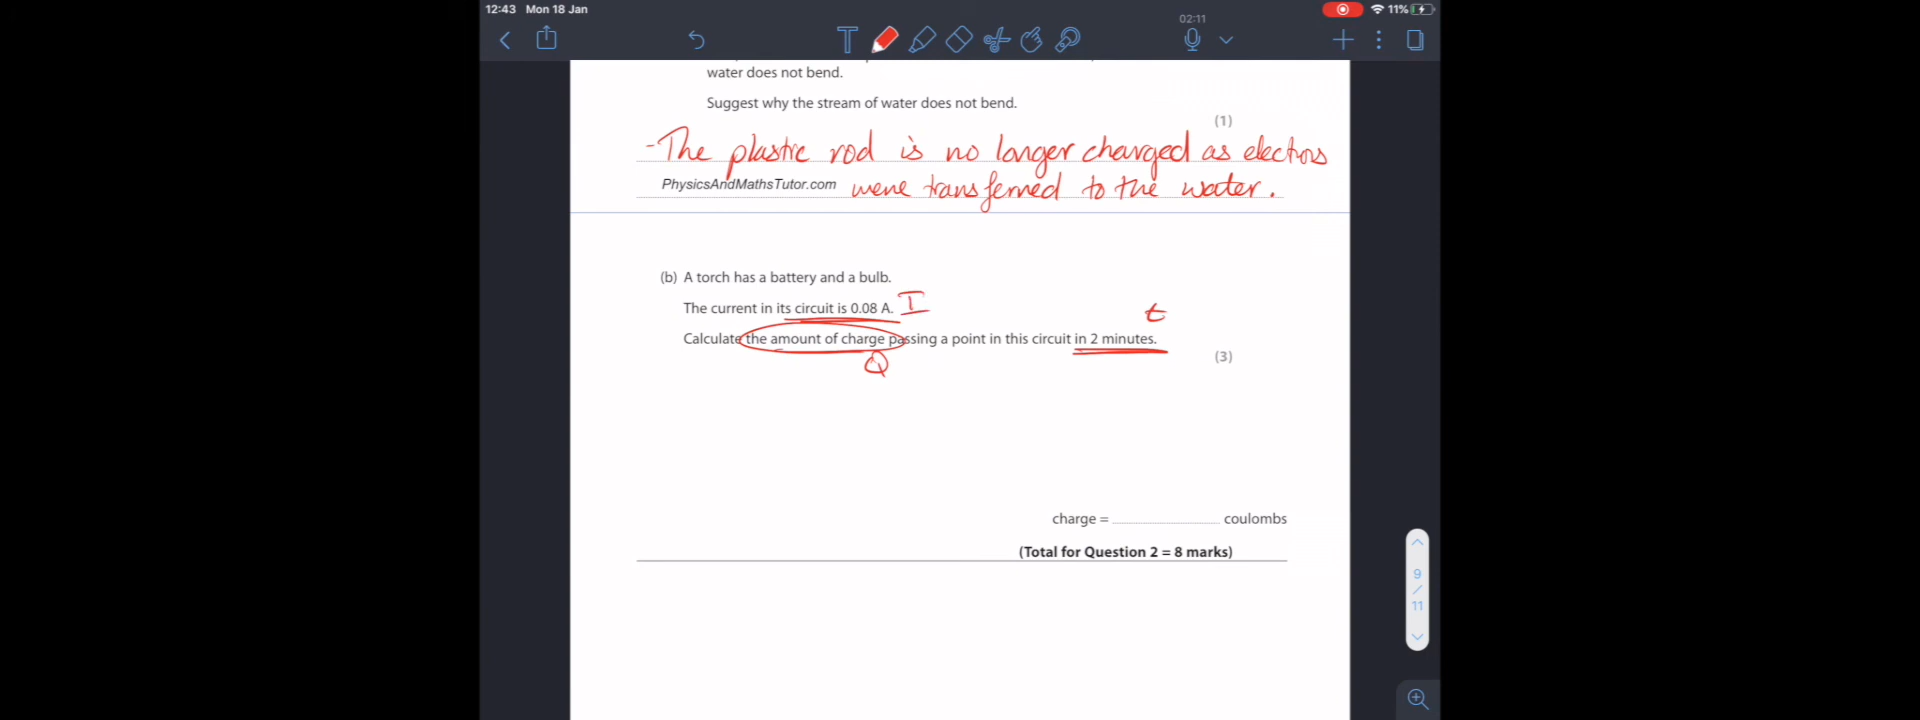 12:43 Mon 18 Jan
11%
02:11
T
water does not bend.
Suggest why the stream of water does not bend.
(1)
-The plastic rod is no longer charged as electrons
PhysicsAndMathsTutor.com were transferred to the water.
(b) A torch has a battery and a bulb.
The current in its circuit is 0.08 A. I
t
Calculate the amount of charge passing a point in this circuit in 2 minutes.
(3)
Q
charge = coulombs
(Total for Question 2 = 8 marks)
9
/
11